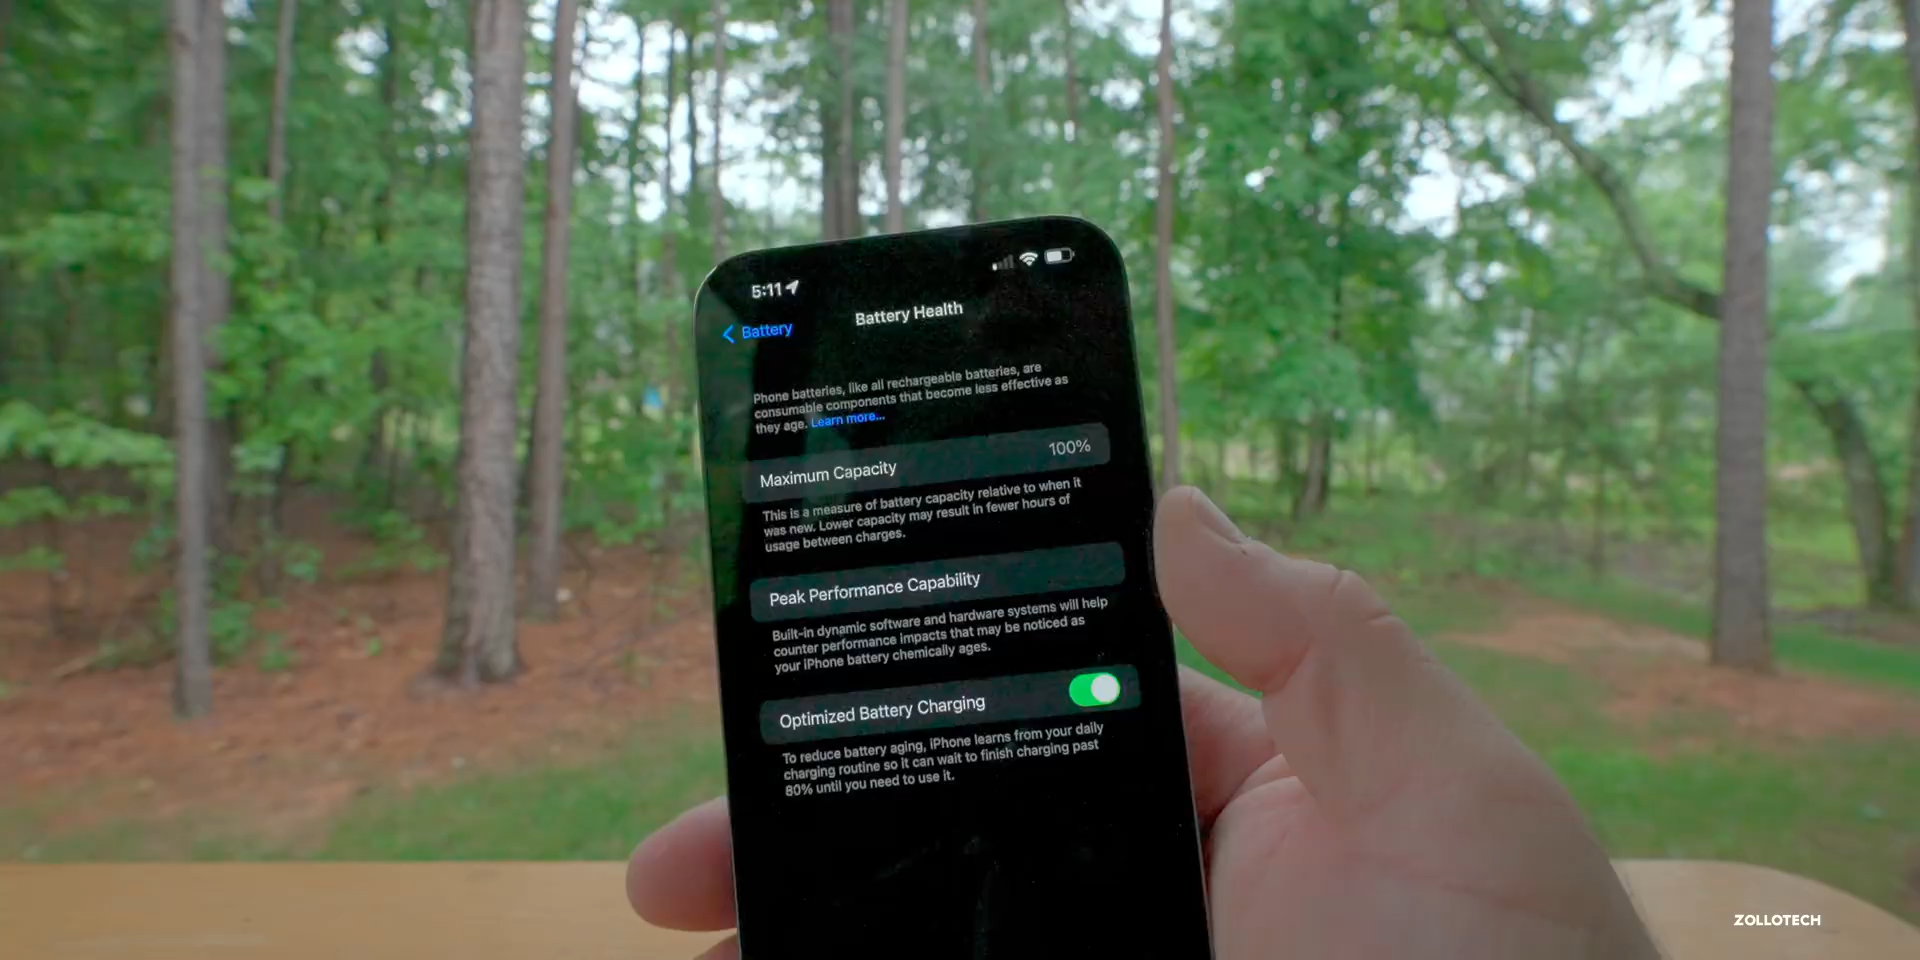 5:11
Battery
Battery Health
Phone batteries, like all rechargeable batteries, are
consumable components that become less effective as
they age. Learn more...
Maximum Capacity 100%
This is a measure of battery capacity relative to when it
was new. Lower capacity may result in fewer hours of
usage between charges.
Peak Performance Capability
Built-in dynamic software and hardware systems will help
counter performance impacts that may be noticed as
your iPhone battery chemically ages.
Optimized Battery Charging
To reduce battery aging, iPhone learns from your daily
charging routine so it can wait to finish charging past
80% until you need to use it.
ZOLLOTECH